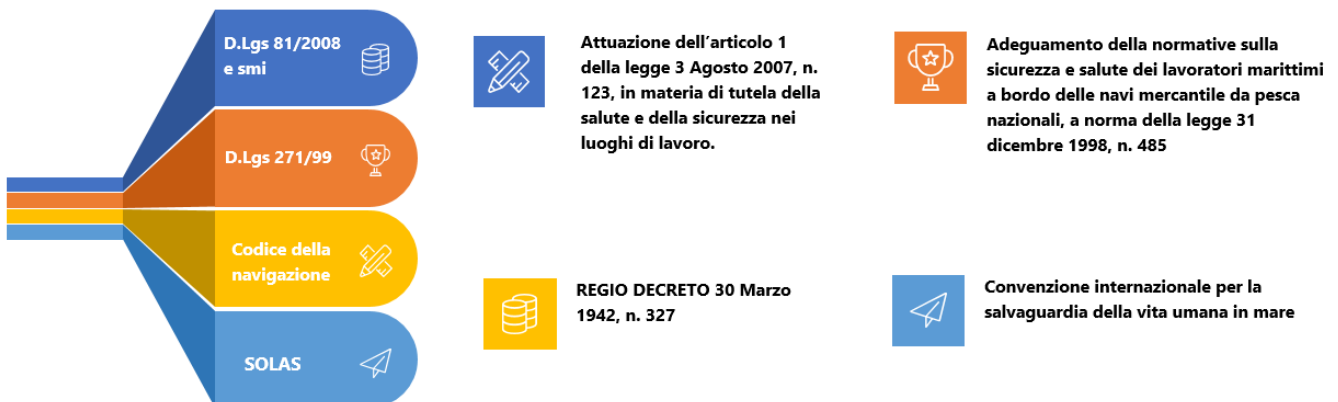 D.Lgs 81/2008
e smi
D.Lgs 271/99
Codice della
navigazione
SOLAS
Attuazione dell'articolo 1
della legge 3 Agosto 2007, n.
123, in materia di tutela della
salute e della sicurezza nei
luoghi di lavoro.
Adeguamento della normative sulla
sicurezza e salute dei lavoratori marittimi
a bordo delle navi mercantile da pesca
nazionali, a norma della legge 31
dicembre 1998, n. 485
REGIO DECRETO 30 Marzo
1942, n. 327
Convenzione internazionale per la
salvaguardia della vita umana in mare